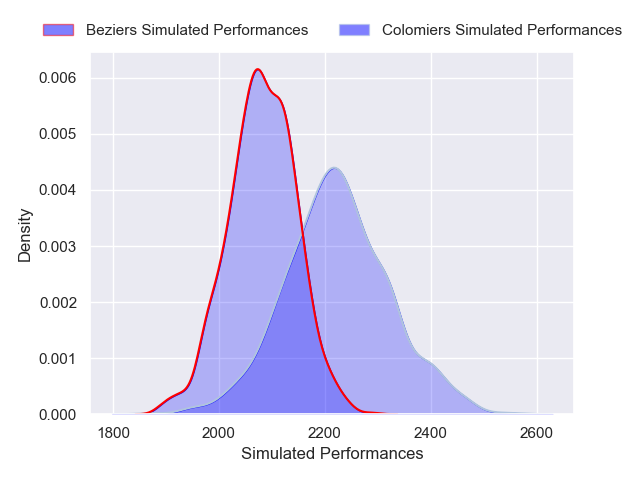 Beziers Simulated Performances Colomiers Simulated Performances
0.006
0.005
0.004
0.003
0.002
0.001
0.000
Density
1800 2000 2200 2400 2600
Simulated Performances